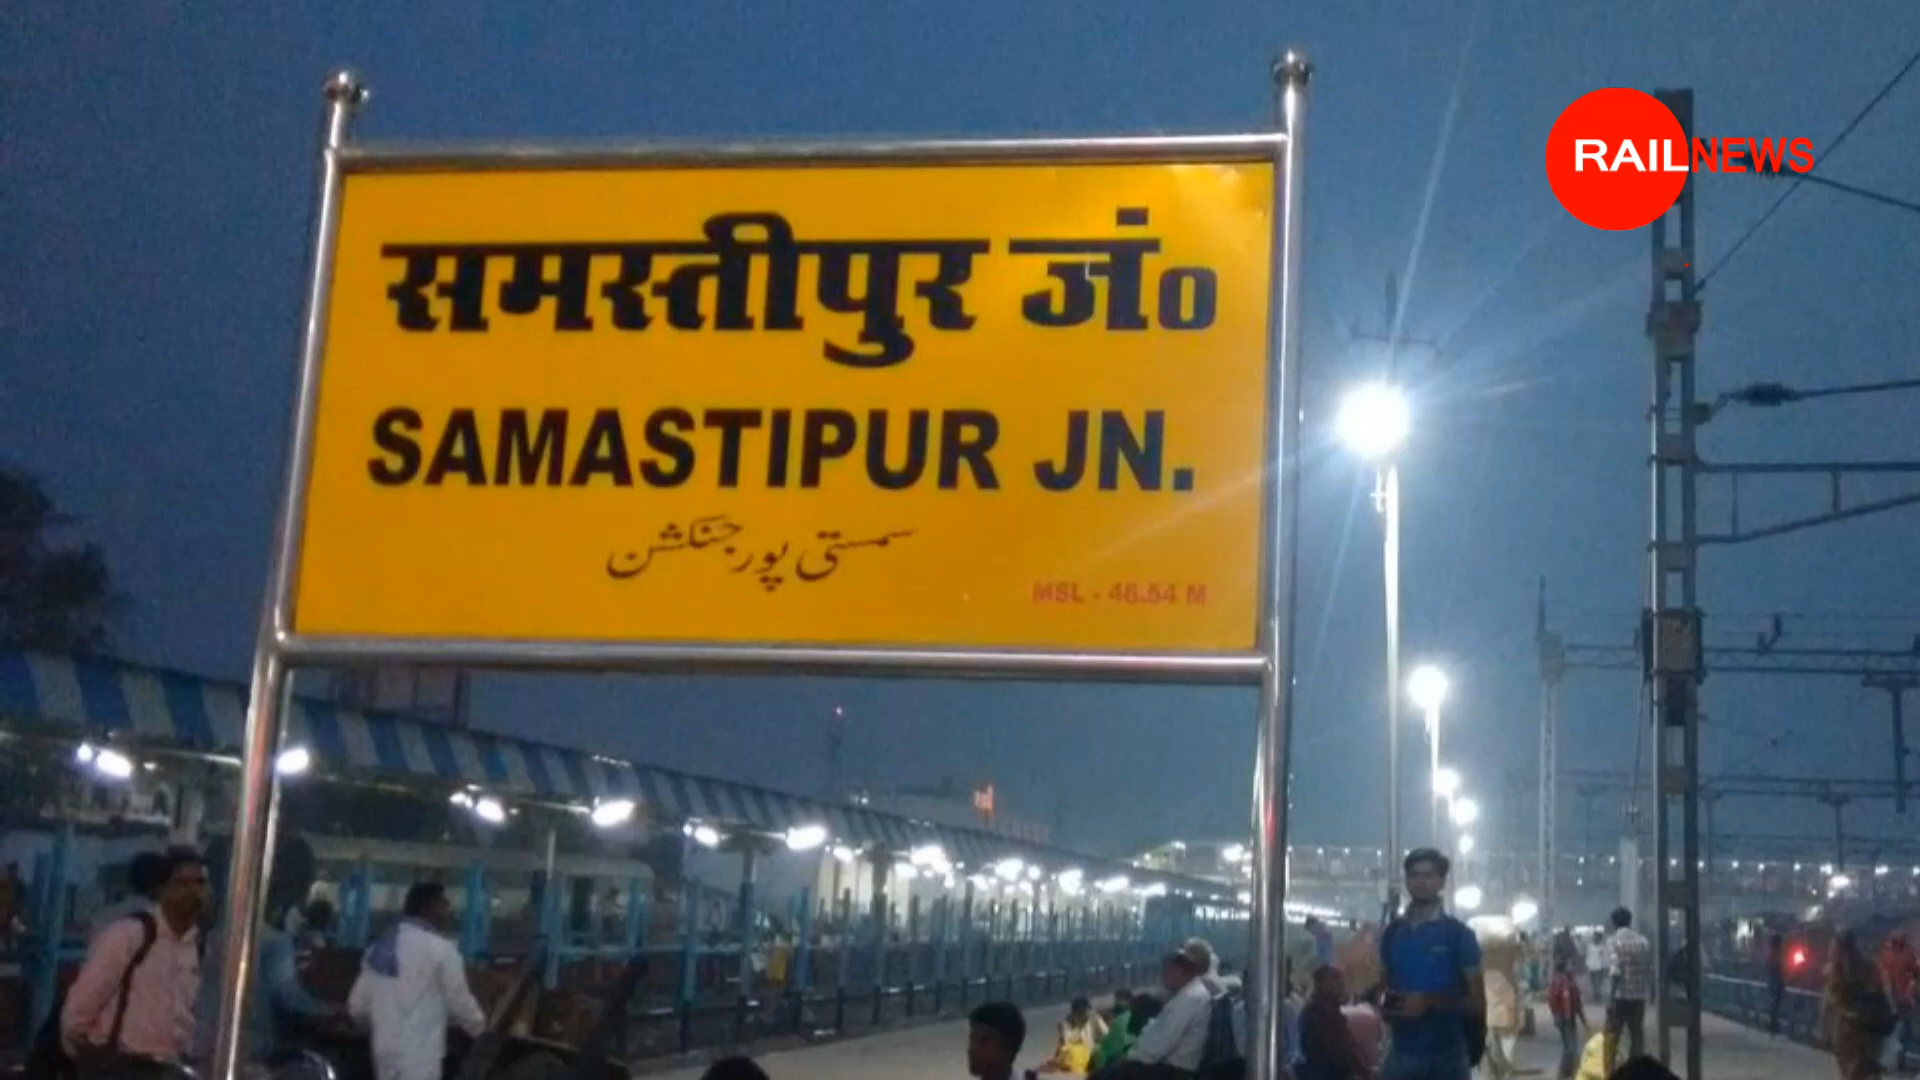 RAILNEWS
समस्तीपुर जं०
SAMASTIPUR JN.
سمستی پور جنکشن
MSL - 46.54 M